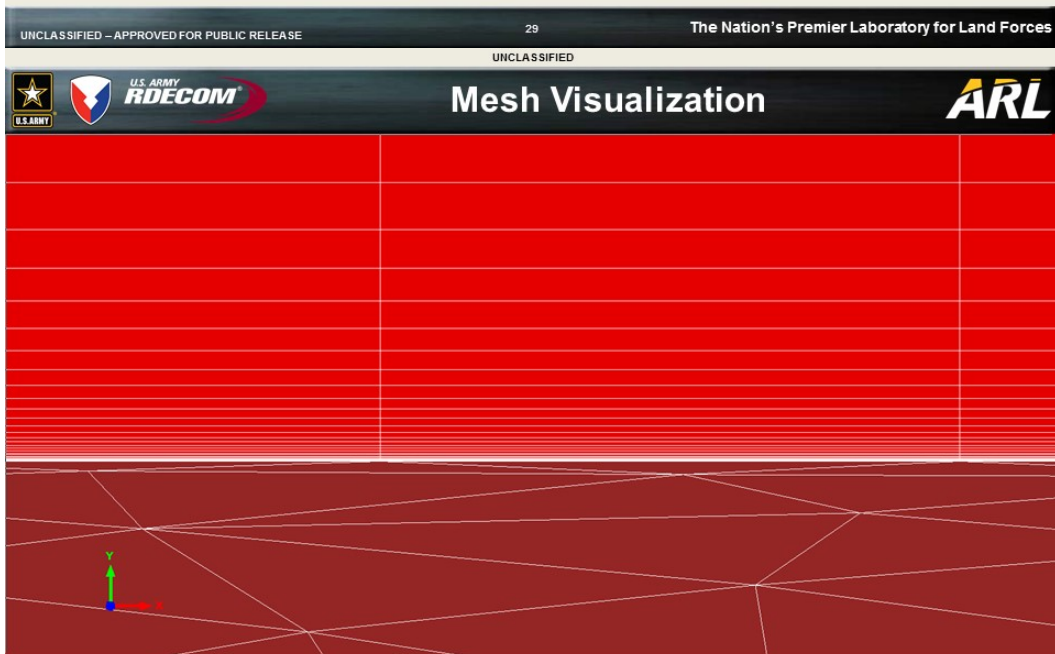 UNCLASSIFIED – APPROVED FOR PUBLIC RELEASE
29
The Nation's Premier Laboratory for Land Forces
UNCLASSIFIED
U.S.ARMY
U.S. ARMY
RDECOM®
Mesh Visualization
ARL
Y
X